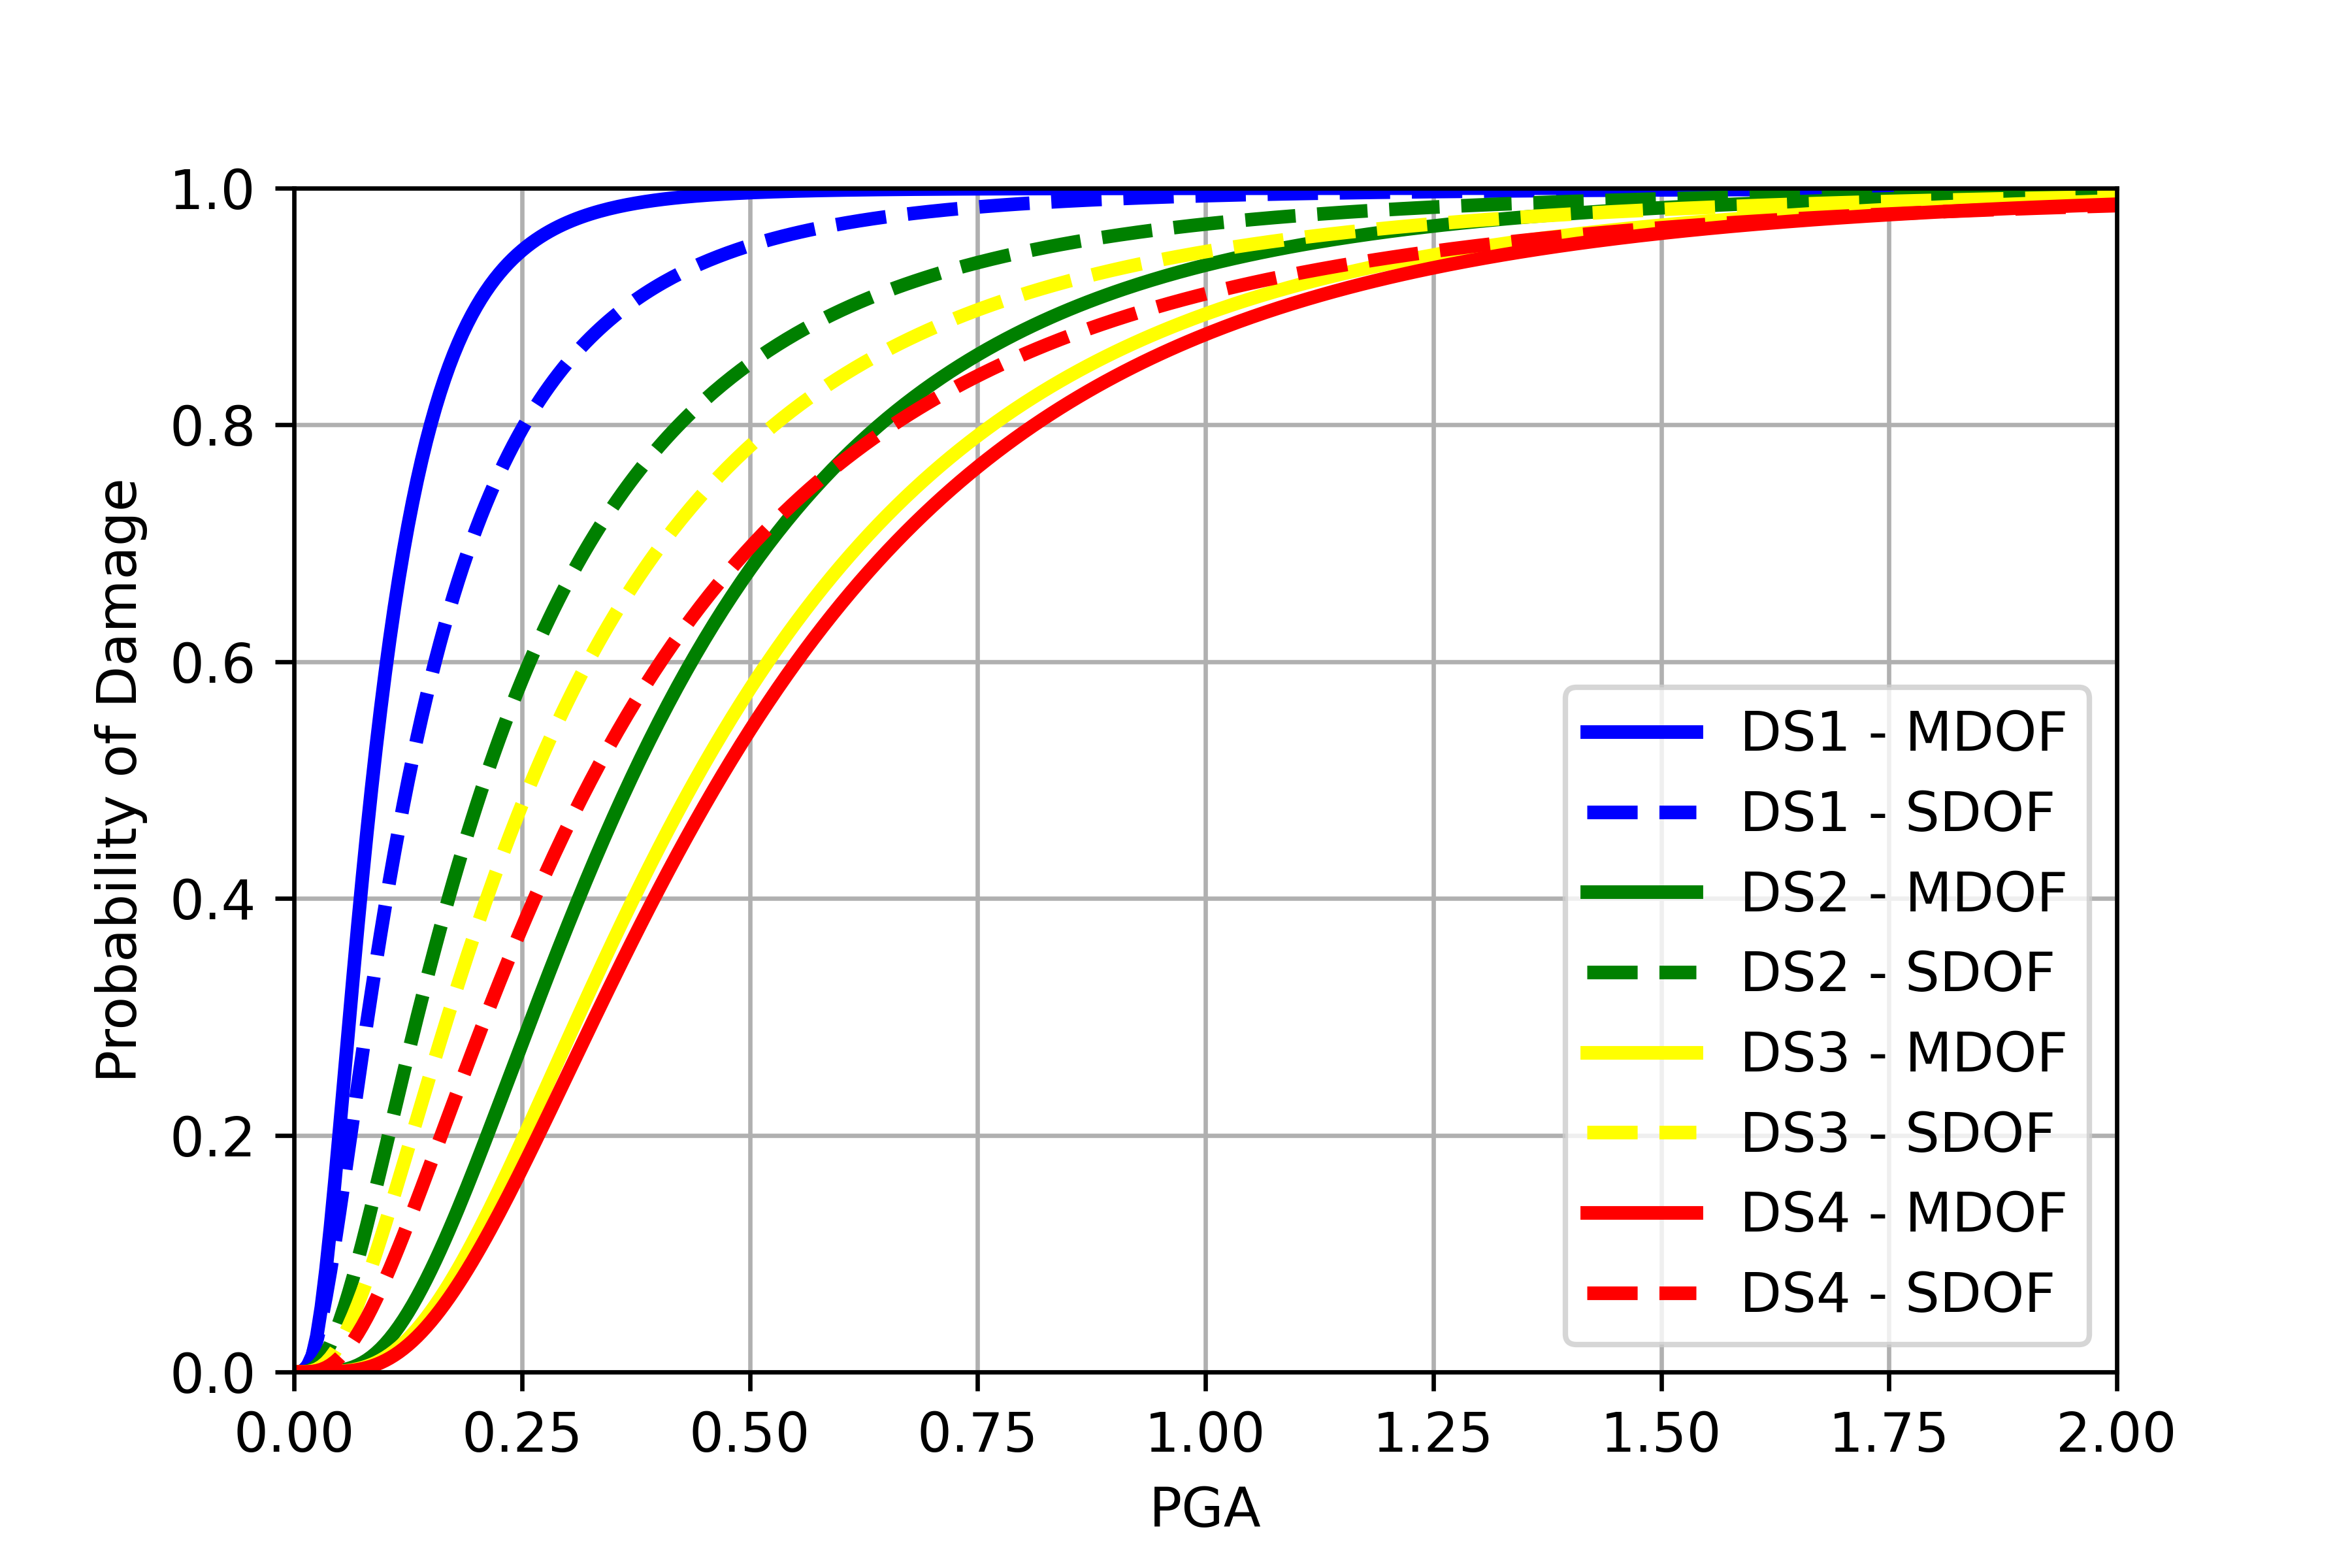 1.0
0.8
0.6
0.4
0.2
0.0
Probability of Damage
0.00 0.25 0.50 0.75 1.00 1.25 1.50 1.75 2.00
PGA
DS1 - MDOF
DS1 - SDOF
DS2 - MDOF
DS2 - SDOF
DS3 - MDOF
DS3 - SDOF
DS4 - MDOF
DS4 - SDOF